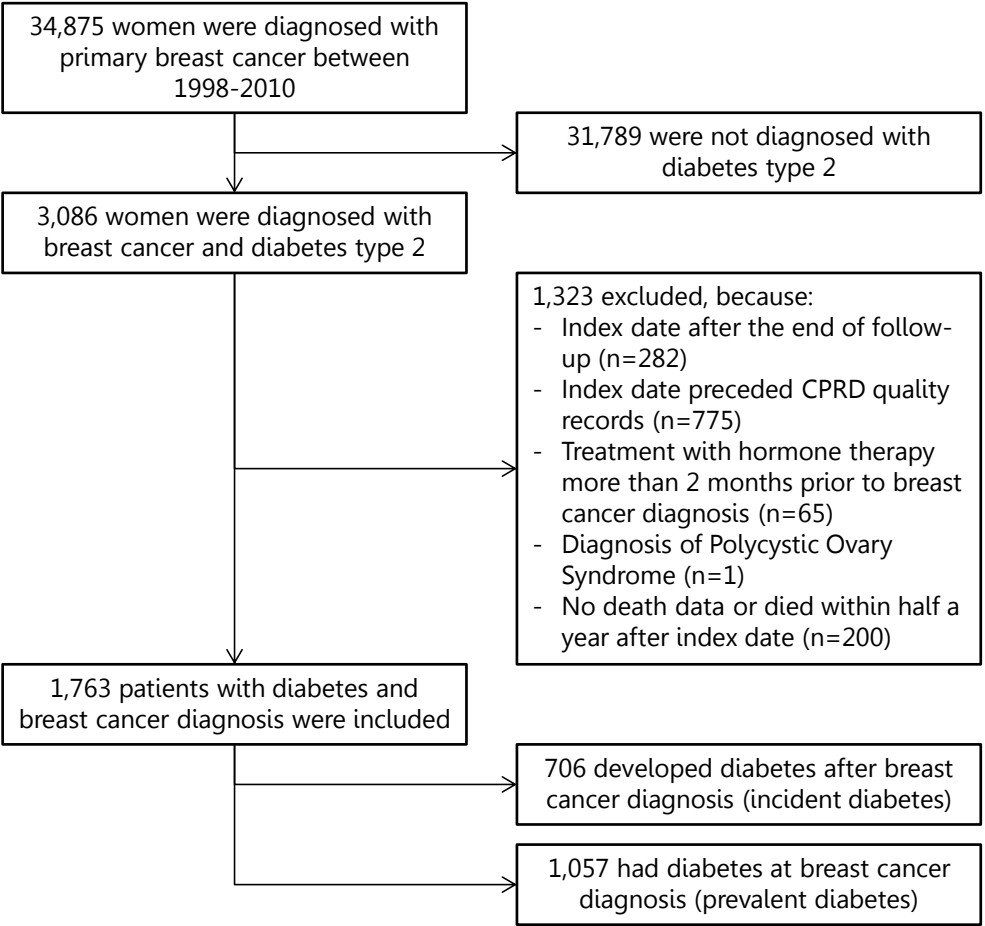 34,875 women were diagnosed with
primary breast cancer between
1998-2010
31,789 were not diagnosed with
diabetes type 2
3,086 women were diagnosed with
breast cancer and diabetes type 2
1,323 excluded, because:
- Index date after the end of follow-
up (n=282)
- Index date preceded CPRD quality
records (n=775)
- Treatment with hormone therapy
more than 2 months prior to breast
cancer diagnosis (n=65)
- Diagnosis of Polycystic Ovary
Syndrome (n=1)
- No death data or died within half a
year after index date (n=200)
1,763 patients with diabetes and
breast cancer diagnosis were included
706 developed diabetes after breast
cancer diagnosis (incident diabetes)
1,057 had diabetes at breast cancer
diagnosis (prevalent diabetes)